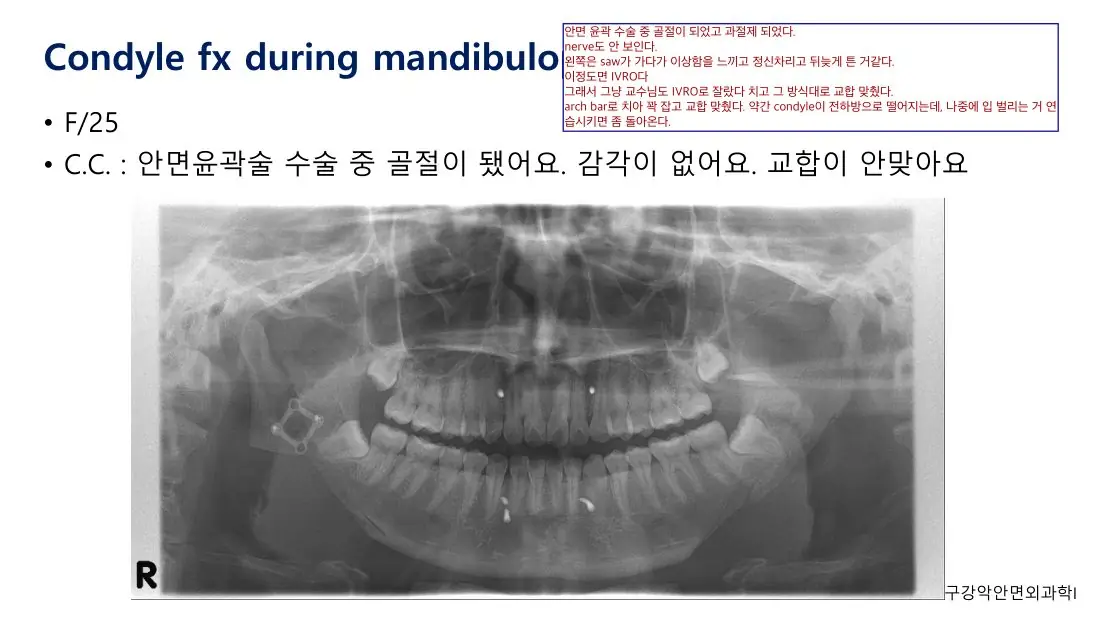 Condyle fx during mandibulo
안면 윤곽 수술 중 골절이 되었고 과절제 되었다.
nerve도 안 보인다.
왼쪽은 saw가 가다가 이상함을 느끼고 정신차리고 뒤늦게 튼 거같다.
이정도면 IVRO다
그래서 그냥 교수님도 IVRO로 잘랐다 치고 그 방식대로 교합 맞췄다.
arch bar로 치아 꽉 잡고 교합 맞췄다. 약간 condyle이 전하방으로 떨어지는데, 나중에 입 벌리는 거 연
습시키면 좀 돌아온다.
• F/25
• C.C. : 안면윤곽술 수술 중 골절이 됐어요. 감각이 없어요. 교합이 안맞아요
R
구강악안면외과학I